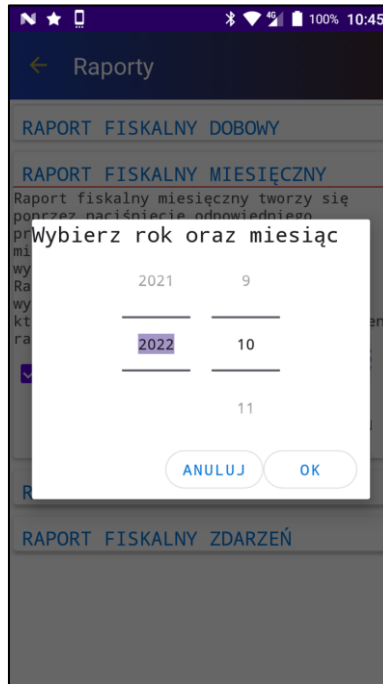 100% 10:45
Raporty
RAPORT FISKALNY DOBOWY
RAPORT FISKALNY MIESIĘCZNY
Raport fiskalny miesięczny tworzy się
poprzez naciśnięcie odpowiedniego
Wybierz rok oraz miesiąc
2021 9
2022 10
11
ANULUJ OK
RAPORT FISKALNY ZDARZEŃ